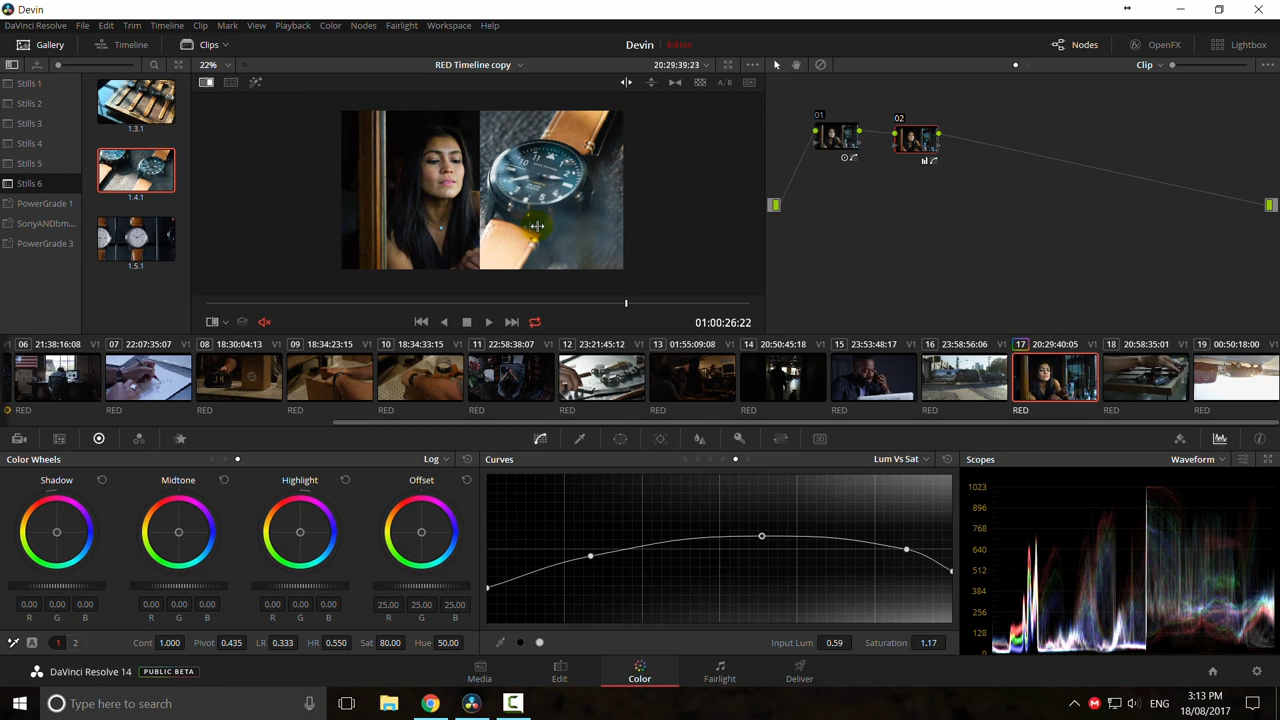 Devin
DaVinci Resolve File Edit Trim Timeline Clip Mark View Playback Color Nodes Fairlight Workspace Help
Gallery Timeline Clips Devin Edited Nodes OpenFX Lightbox
22% RED Timeline copy 20:29:39:23 Clip
A/B
Stills 1
Stills 2
Stills 3
Stills 4
Stills 5
Stills 6
PowerGrade 1
SonyANDbm...
PowerGrade 3
1.3.1
1.4.1
1.5.1
01 02
01:00:26:22
V1 06 21:38:16:08 V1 07 22:07:35:07 V1 08 18:30:04:13 V1 09 18:34:23:15 V1 10 18:34:33:15 V1 11 22:58:38:07 V1 12 23:21:45:12 V1 13 01:55:09:08 V1 14 20:50:45:18 V1 15 23:53:48:17 V1 16 23:58:56:06 V1 17 20:29:40:05 V1 18 20:58:35:01 V1 19 00:50:18:00 V1
RED RED RED RED RED RED RED RED RED RED RED RED RED RED
3D
Color Wheels Log Curves Lum Vs Sat Scopes Waveform
Shadow Midtone Highlight Offset
0.00 0.00 0.00 0.00 0.00 0.00 0.00 0.00 0.00 25.00 25.00 25.00
R G B R G B R G B R G B
1023
896
768
640
512
384
256
128
0
A 1 2 Cont 1.000 Pivot 0.435 LR 0.333 HR 0.550 Sat 80.00 Hue 50.00 Input Lum 0.59 Saturation 1.17
DaVinci Resolve 14 PUBLIC BETA Media Edit Color Fairlight Deliver
Type here to search
ENG
3:13 PM
18/08/2017